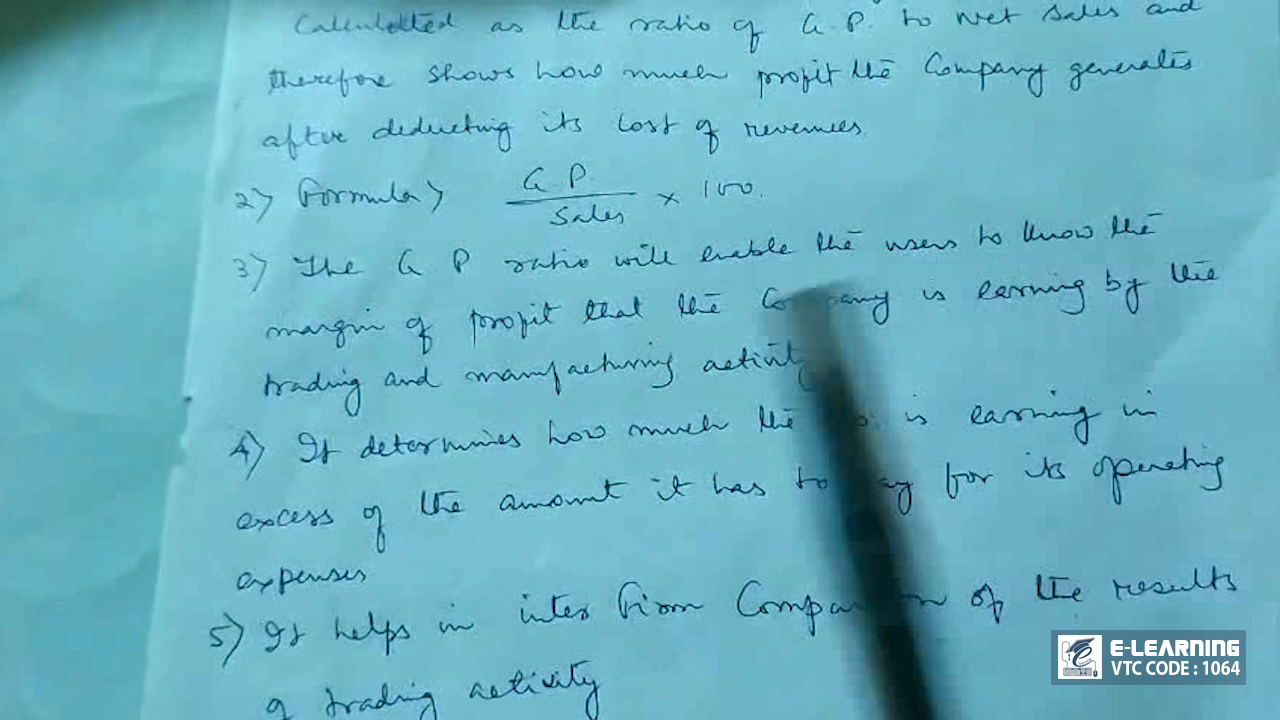 Calculated as the ratio of G.P. to Net Sales and
therefore shows how much profit the Company generates
after deducting its cost of revenues.
2) Formula) G P / Sales × 100.
3) The G P ratio will enable the users to know the
margin of profit that the Company is earning by the
trading and manufacturing activity
4) It determines how much the is earning in
excess of the amount it has to for its operating
expenses
5) It helps in inter Firm Comparison of the results
of trading activity
E-LEARNING
VTC CODE : 1064